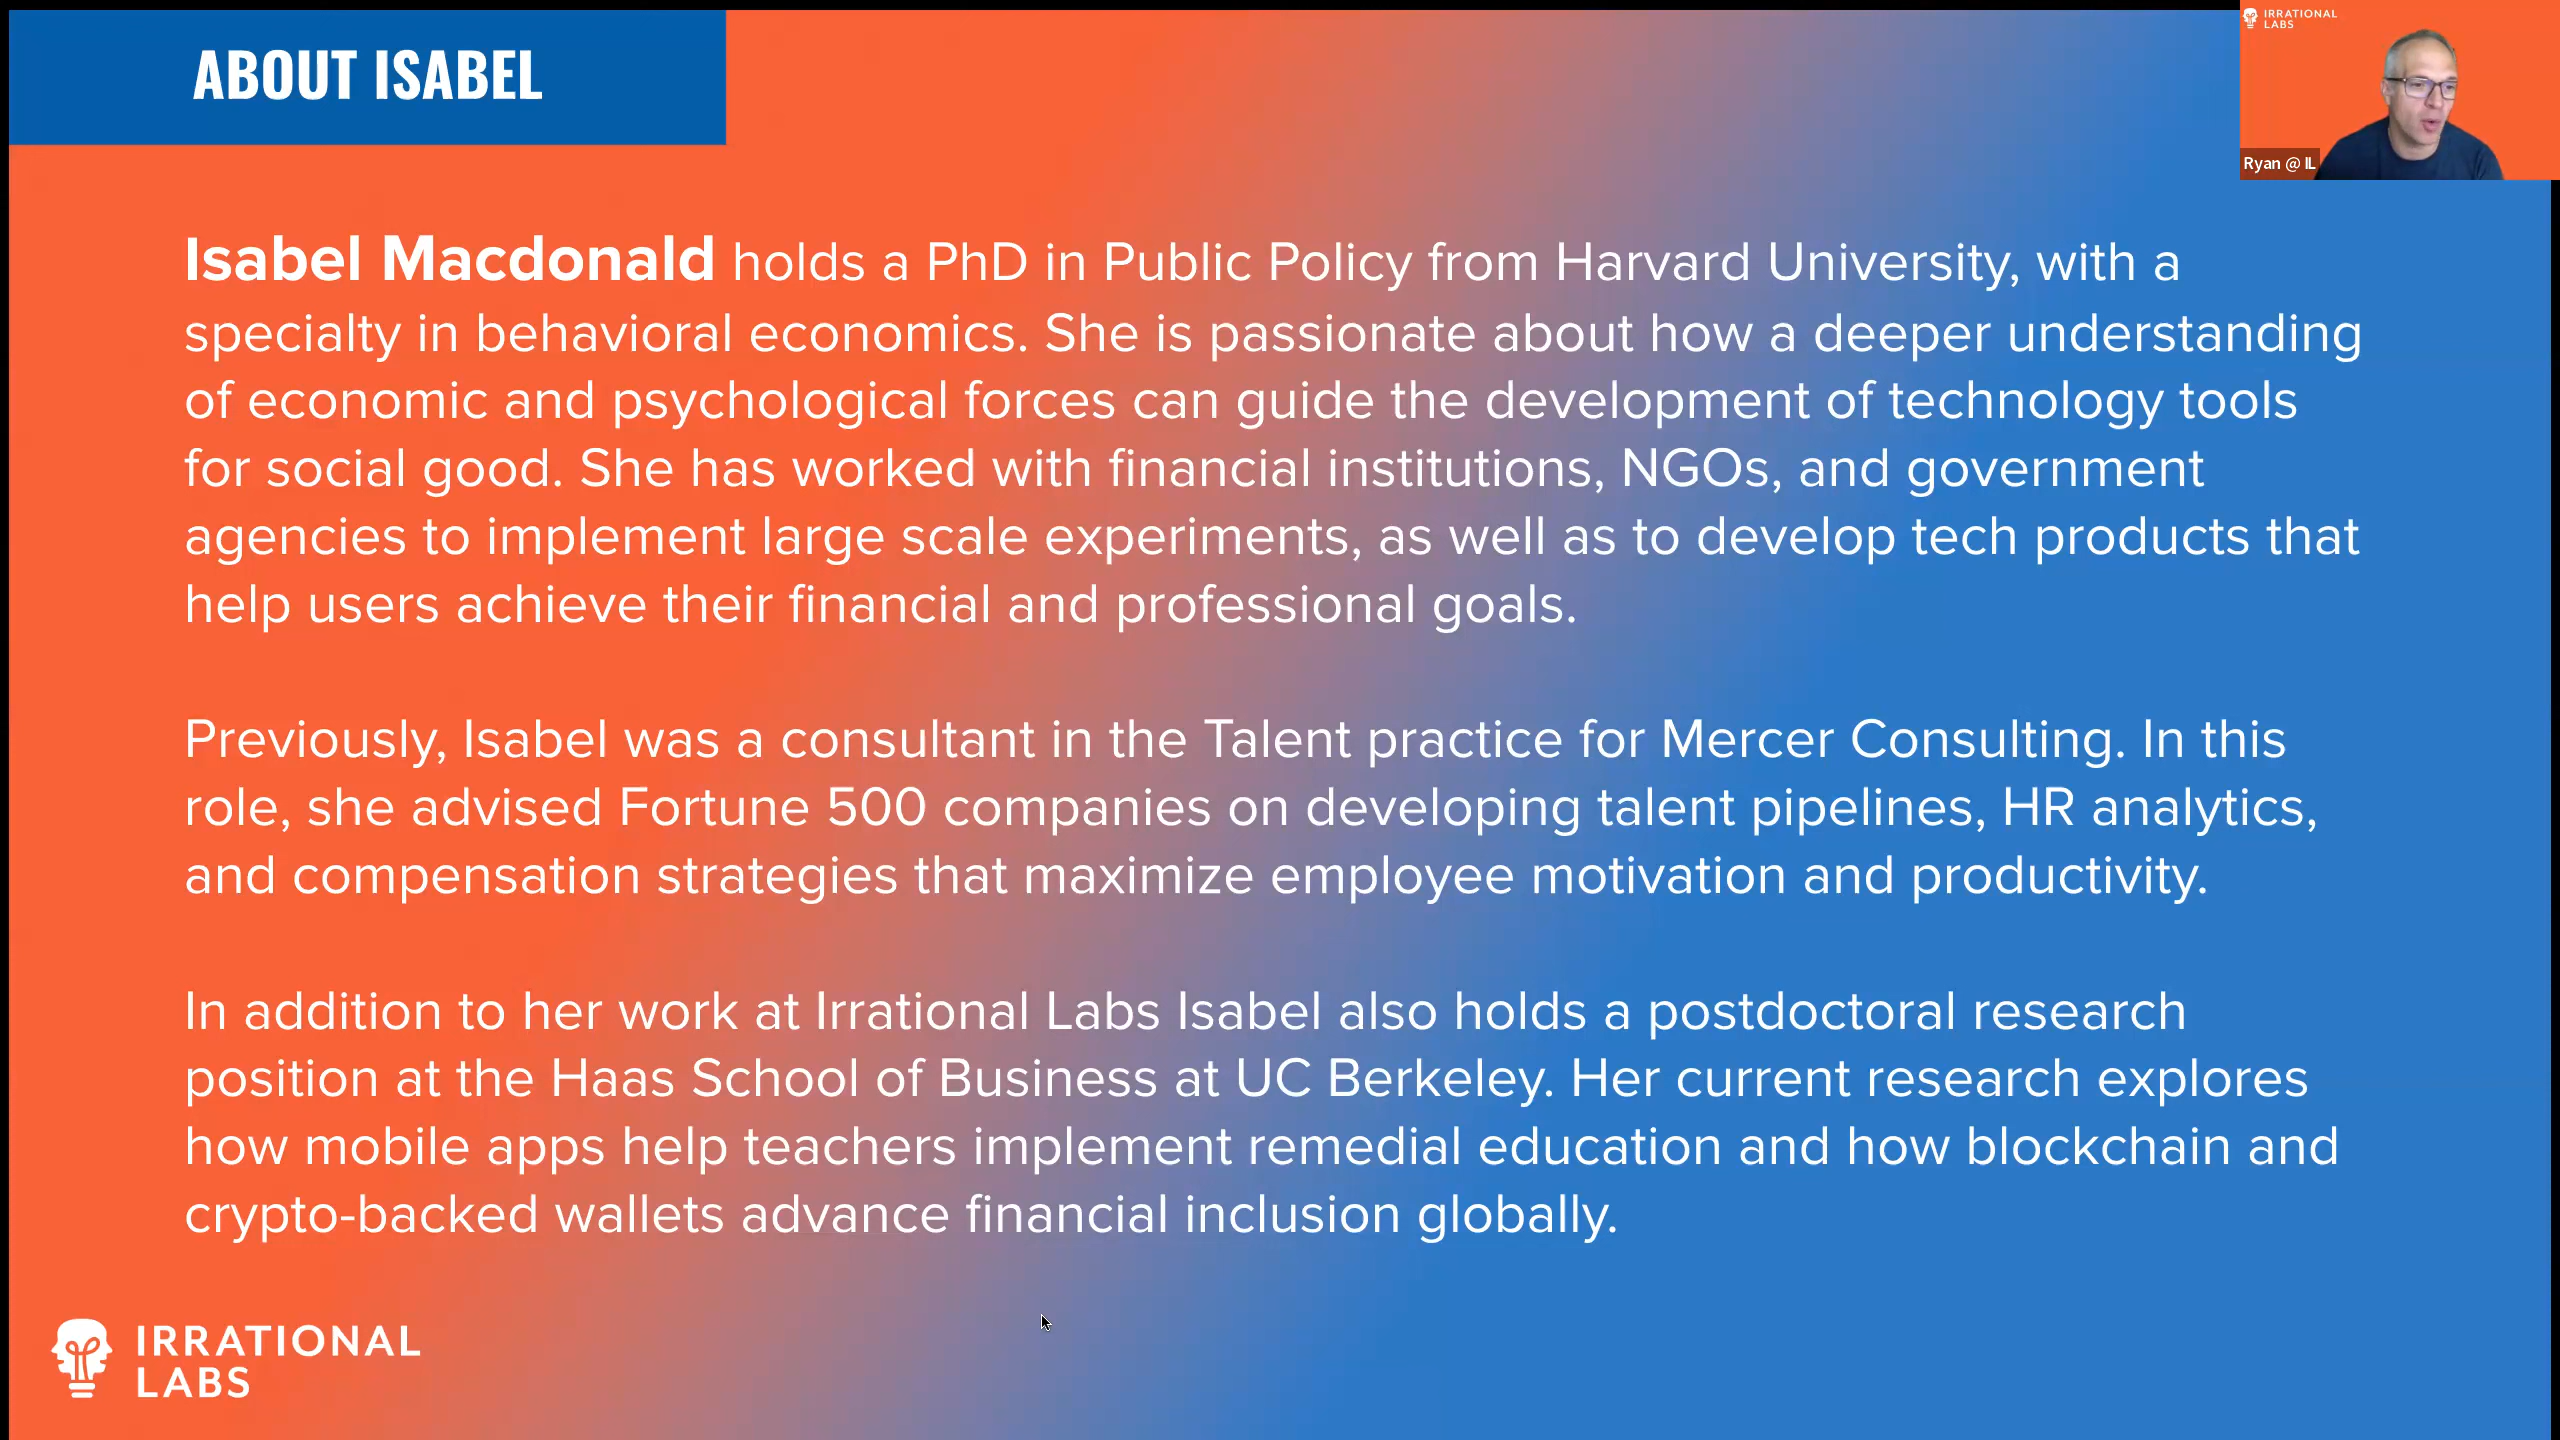 ABOUT ISABEL
IRRATIONAL
LABS
Ryan @ IL
Isabel Macdonald holds a PhD in Public Policy from Harvard University, with a
specialty in behavioral economics. She is passionate about how a deeper understanding
of economic and psychological forces can guide the development of technology tools
for social good. She has worked with financial institutions, NGOs, and government
agencies to implement large scale experiments, as well as to develop tech products that
help users achieve their financial and professional goals.
Previously, Isabel was a consultant in the Talent practice for Mercer Consulting. In this
role, she advised Fortune 500 companies on developing talent pipelines, HR analytics,
and compensation strategies that maximize employee motivation and productivity.
In addition to her work at Irrational Labs Isabel also holds a postdoctoral research
position at the Haas School of Business at UC Berkeley. Her current research explores
how mobile apps help teachers implement remedial education and how blockchain and
crypto-backed wallets advance financial inclusion globally.
IRRATIONAL
LABS